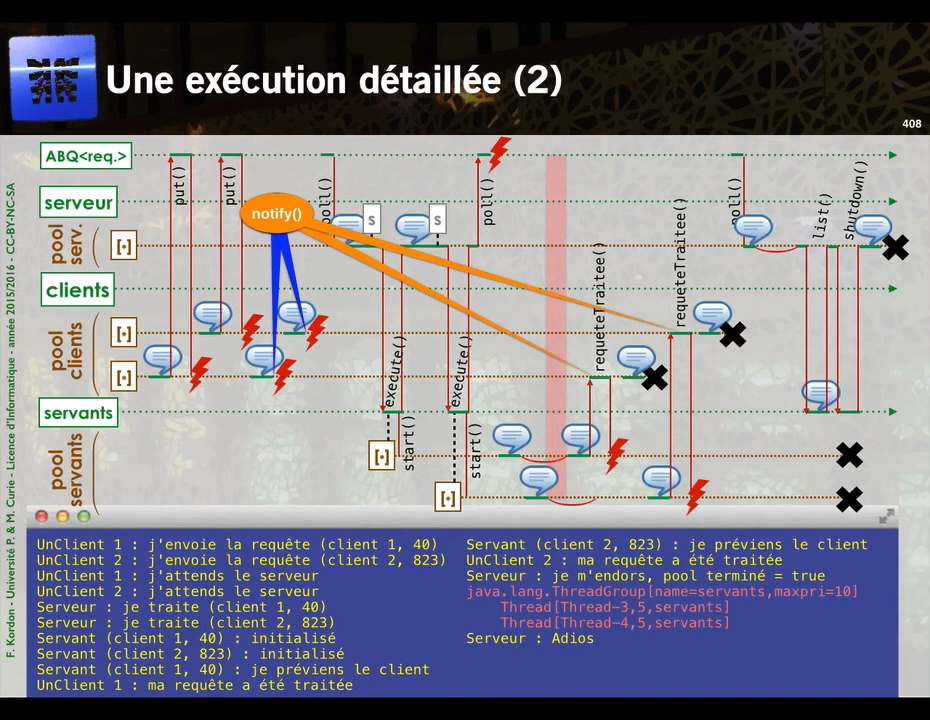 Une exécution détaillée (2)
408
ABQ<req.>
put()
put()
poll()
poll()
poll()
list()
shutdown()
serveur
notify()
S
S
pool
serv.
[•]
requeteTraitee()
requeteTraitee()
clients
pool
clients
[•]
[•]
execute()
execute()
servants
start()
start()
pool
servants
[•]
[•]
F. Kordon - Université P. & M. Curie - Licence d'Informatique - année 2015/2016 - CC-BY-NC-SA
UnClient 1 : j'envoie la requête (client 1, 40)
UnClient 2 : j'envoie la requête (client 2, 823)
UnClient 1 : j'attends le serveur
UnClient 2 : j'attends le serveur
Serveur : je traite (client 1, 40)
Serveur : je traite (client 2, 823)
Servant (client 1, 40) : initialisé
Servant (client 2, 823) : initialisé
Servant (client 1, 40) : je préviens le client
UnClient 1 : ma requête a été traitée
Servant (client 2, 823) : je préviens le client
UnClient 2 : ma requête a été traitée
Serveur : je m'endors, pool terminé = true
java.lang.ThreadGroup[name=servants,maxpri=10]
Thread[Thread-3,5,servants]
Thread[Thread-4,5,servants]
Serveur : Adios